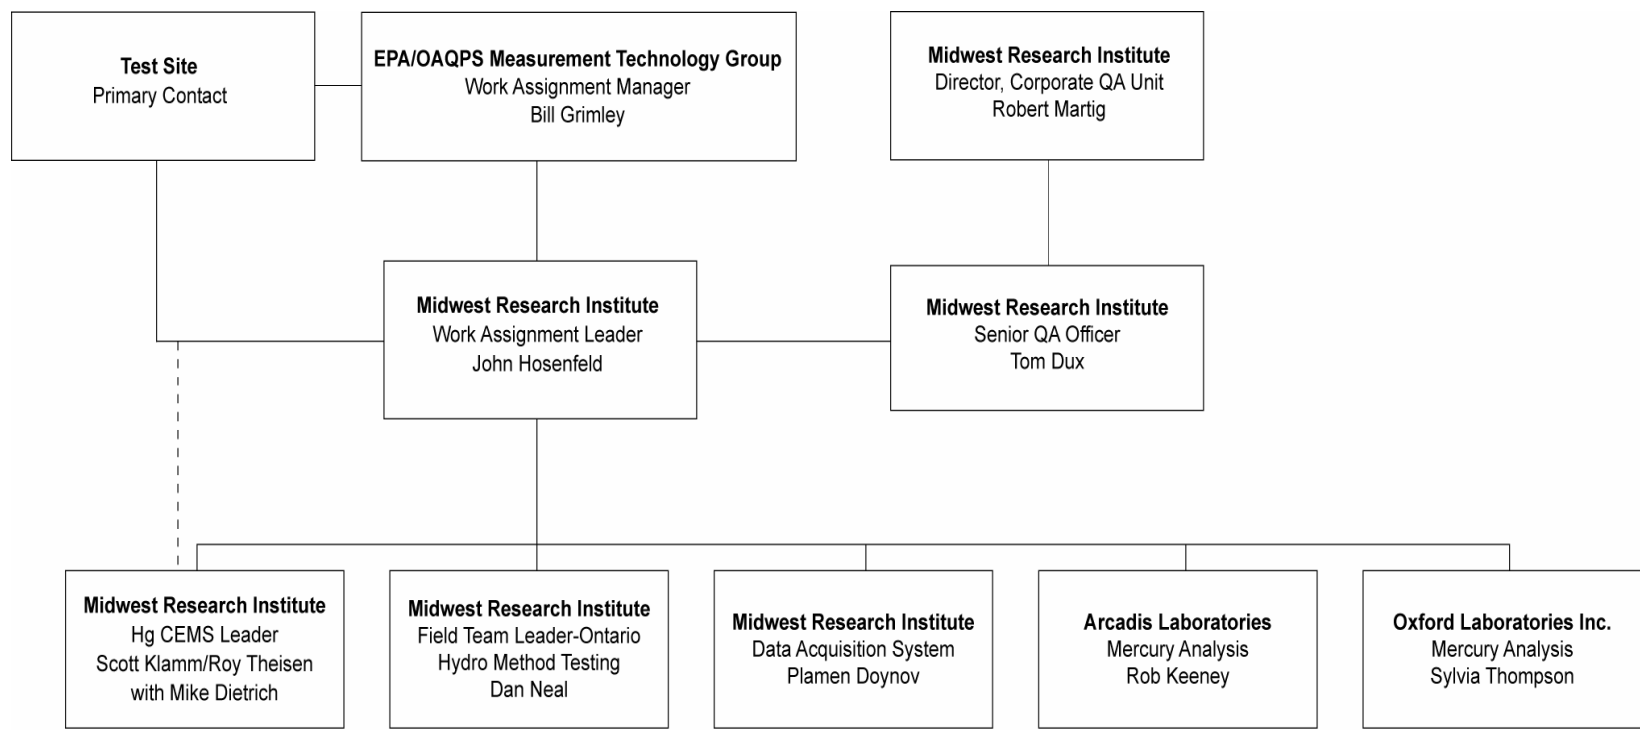 Test Site
Primary Contact
EPA/OAQPS Measurement Technology Group
Work Assignment Manager
Bill Grimley
Midwest Research Institute
Director, Corporate QA Unit
Robert Martig
Midwest Research Institute
Work Assignment Leader
John Hosenfeld
Midwest Research Institute
Senior QA Officer
Tom Dux
Midwest Research Institute
Hg CEMS Leader
Scott Klamm/Roy Theisen
with Mike Dietrich
Midwest Research Institute
Field Team Leader-Ontario
Hydro Method Testing
Dan Neal
Midwest Research Institute
Data Acquisition System
Plamen Doynov
Arcadis Laboratories
Mercury Analysis
Rob Keeney
Oxford Laboratories Inc.
Mercury Analysis
Sylvia Thompson